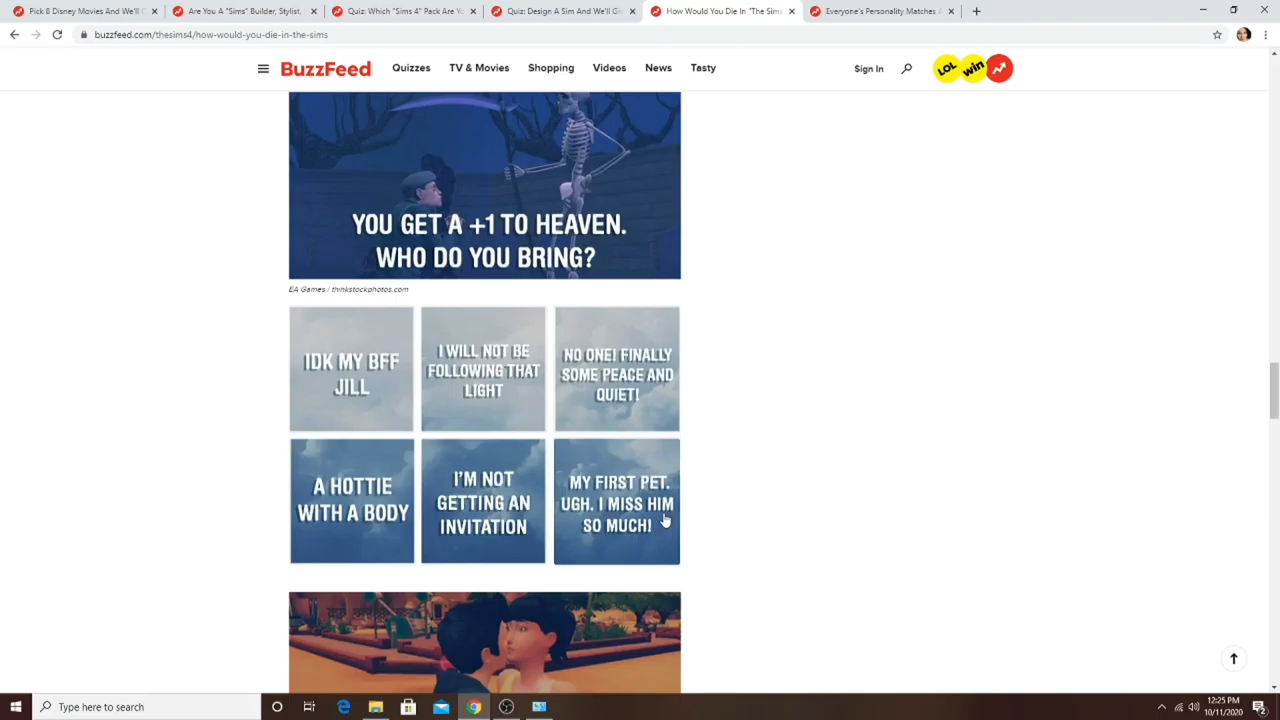 Pick 8 Disney Movies And We'll G
Are You A "Sims" Builder, Stylist,
Quiz: Which "Sims 4" Pack Are Yo
Quiz: Design A Sim And We'll Giv
How Would You Die In "The Sims
Everyone's Personality Matches A
buzzfeed.com/thesims4/how-would-you-die-in-the-sims
BuzzFeed
Quizzes
TV & Movies
Shopping
Videos
News
Tasty
Sign In
LOL
win
YOU GET A +1 TO HEAVEN.
WHO DO YOU BRING?
EA Games / thinkstockphotos.com
IDK MY BFF
JILL
I WILL NOT BE
FOLLOWING THAT
LIGHT
NO ONE! FINALLY
SOME PEACE AND
QUIET!
A HOTTIE
WITH A BODY
I'M NOT
GETTING AN
INVITATION
MY FIRST PET.
UGH. I MISS HIM
SO MUCH!
Type here to search
12:25 PM
10/11/2020
2